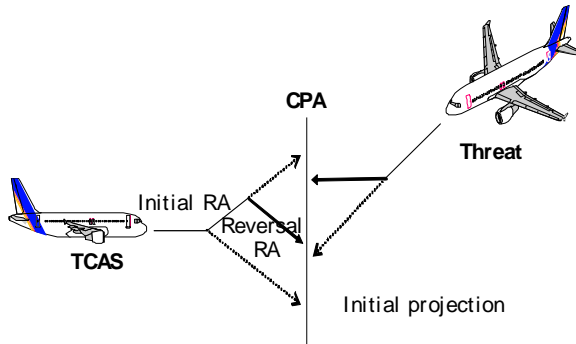 CPA
Threat
Initial RA
Reversal
RA
TCAS
Initial projection